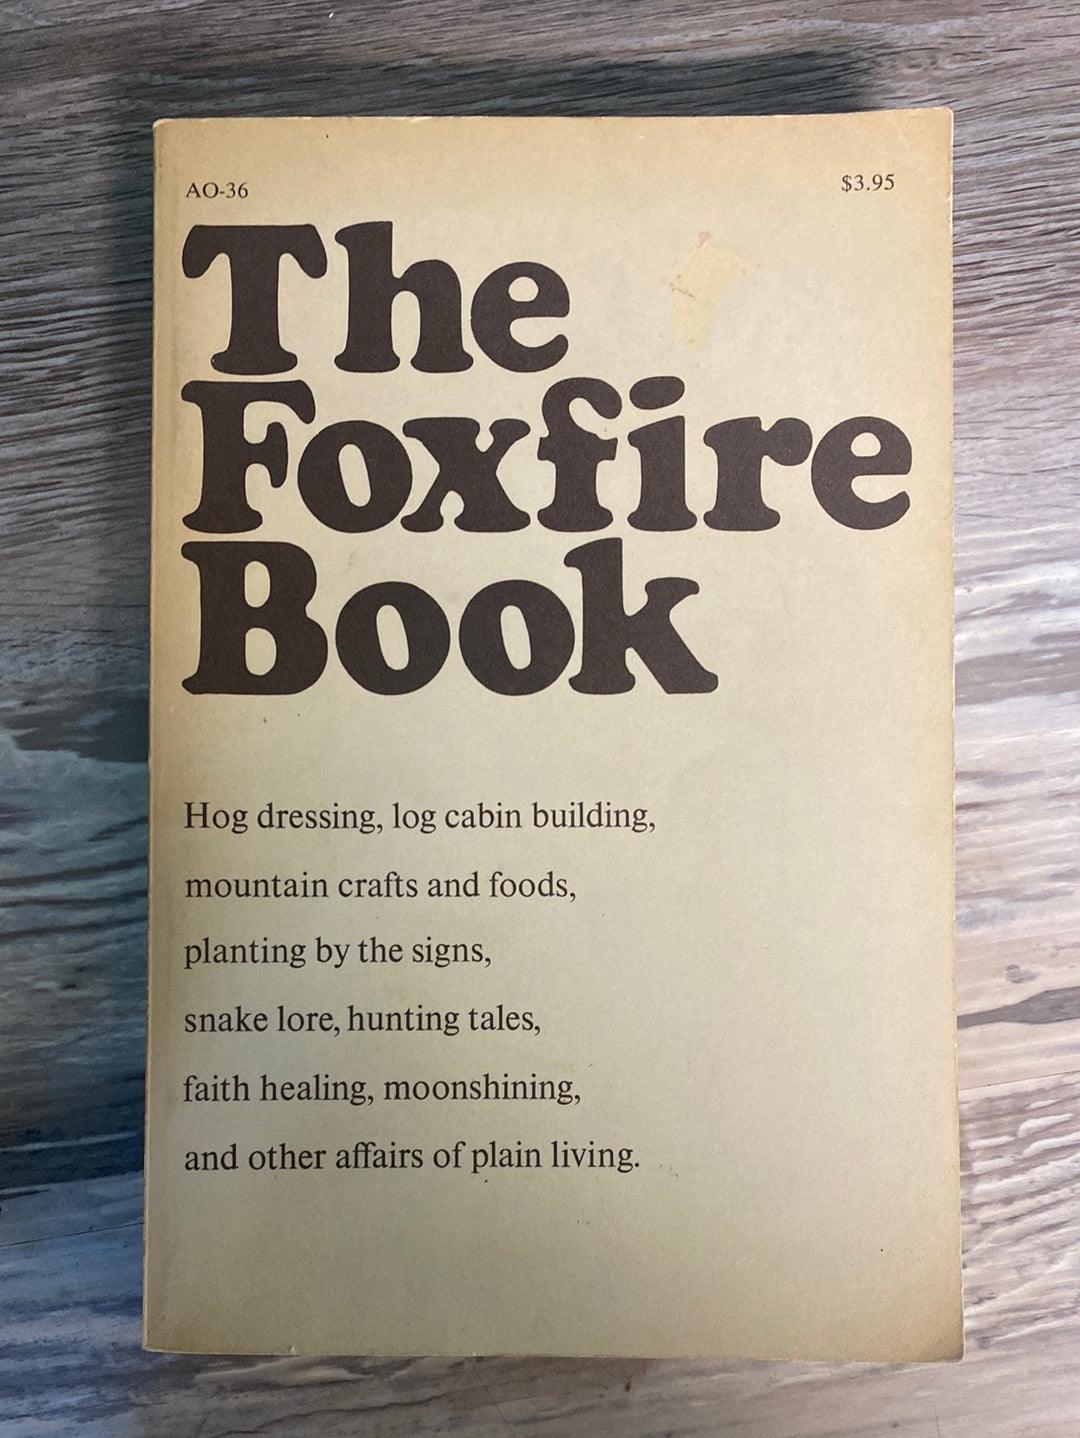 AO-36 $3.95
The
Foxfire
Book
Hog dressing, log cabin building,
mountain crafts and foods,
planting by the signs,
snake lore, hunting tales,
faith healing, moonshining,
and other affairs of plain living.